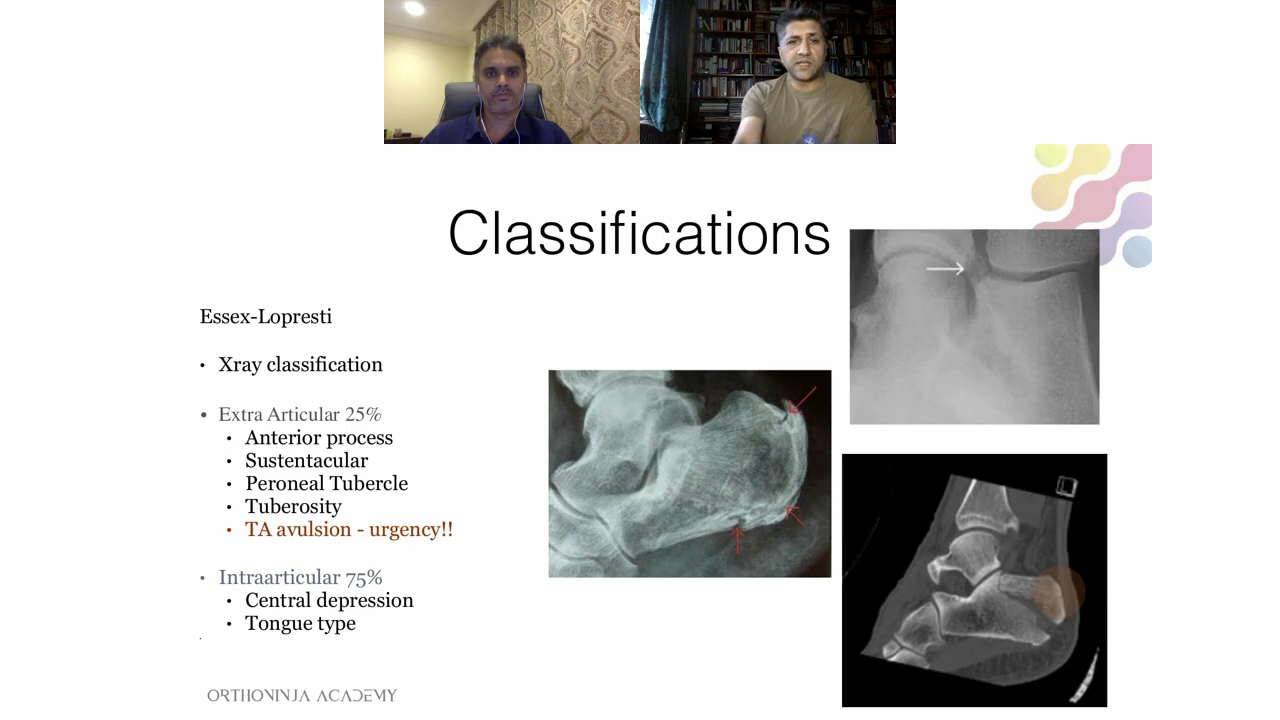 Classifications
Essex-Lopresti
• Xray classification
• Extra Articular 25%
• Anterior process
• Sustentacular
• Peroneal Tubercle
• Tuberosity
• TA avulsion - urgency!!
• Intraarticular 75%
• Central depression
• Tongue type
ORTHONINJA ACADEMY